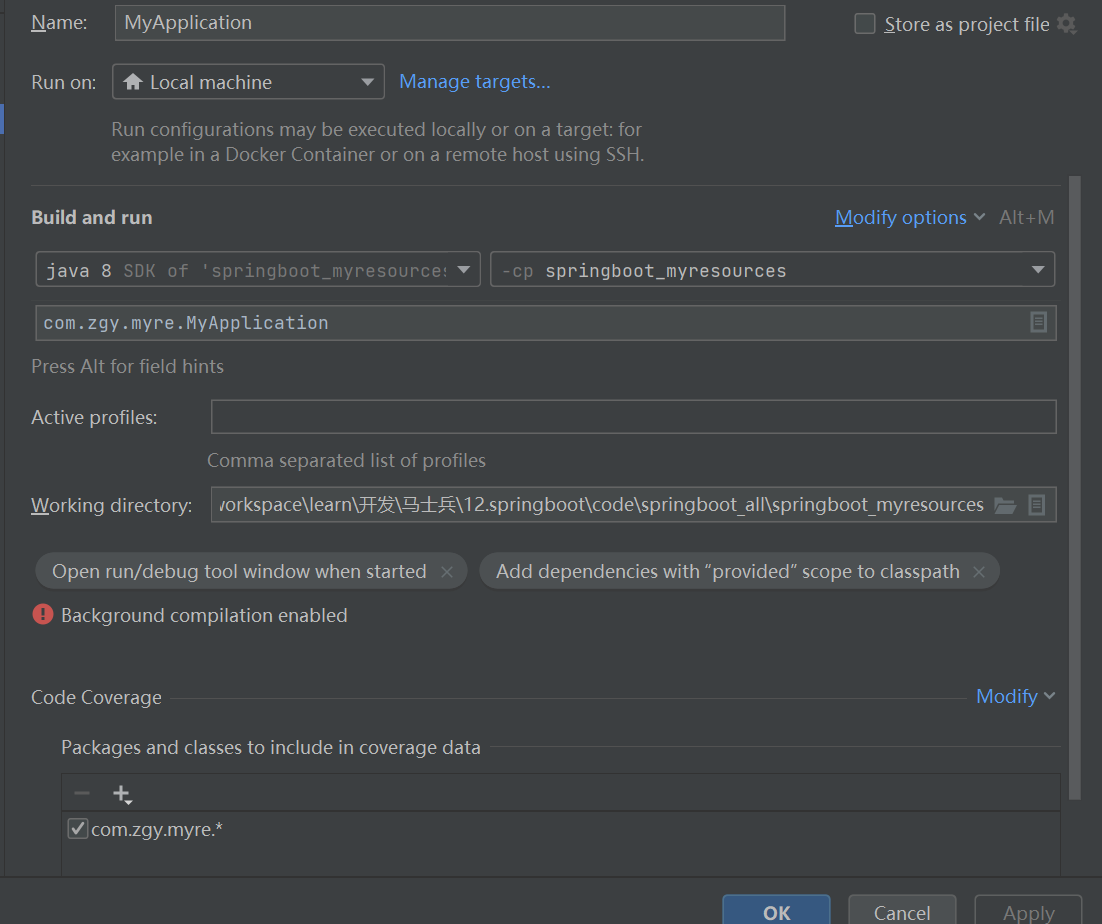 Name: MyApplication Store as project file
Run on: Local machine Manage targets...
Run configurations may be executed locally or on a target: for
example in a Docker Container or on a remote host using SSH.
Build and run Modify options Alt+M
java 8 SDK of 'springboot_myresources -cp springboot_myresources
com.zgy.myre.MyApplication
Press Alt for field hints
Active profiles:
Comma separated list of profiles
Working directory: workspace\learn\开发\马士兵\12.springboot\code\springboot_all\springboot_myresources
Open run/debug tool window when started × Add dependencies with “provided” scope to classpath ×
Background compilation enabled
Code Coverage Modify
Packages and classes to include in coverage data
com.zgy.myre.*
OK Cancel Apply